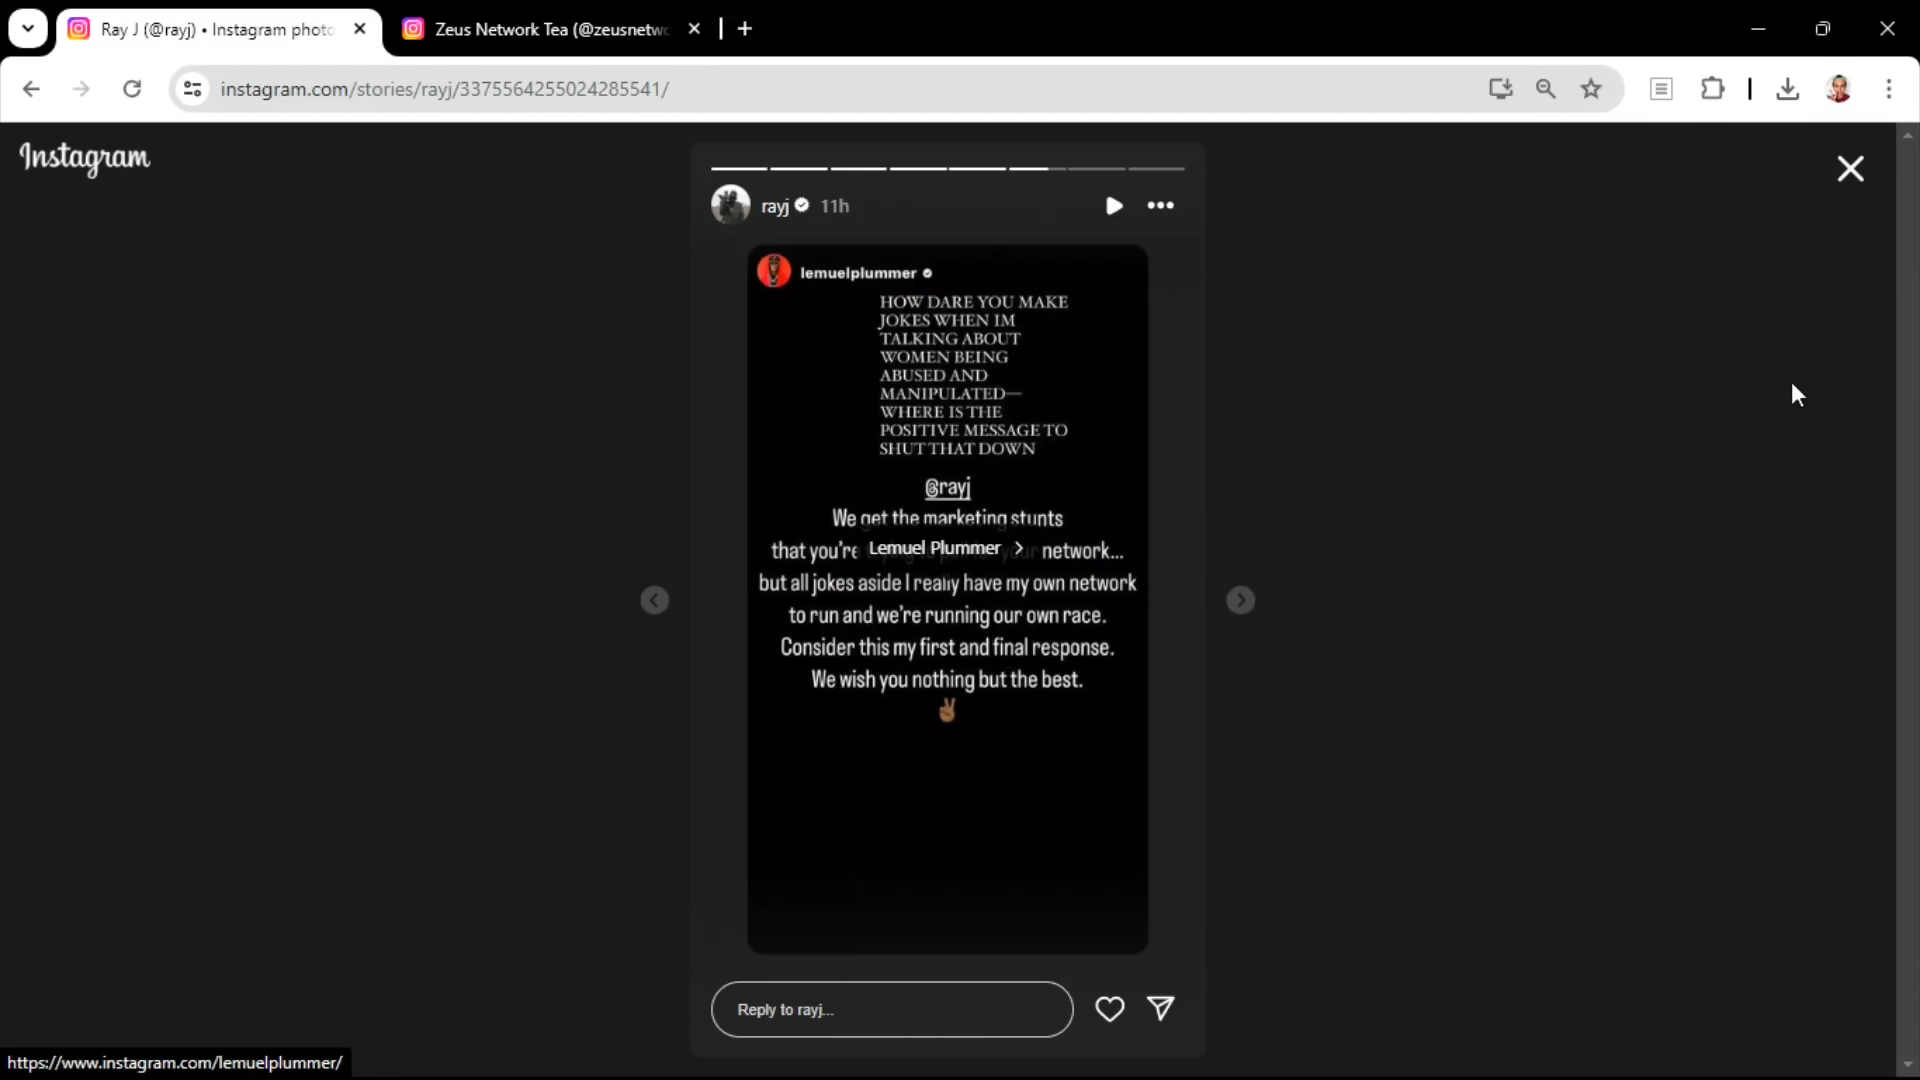 Ray J (@rayj) • Instagram photo
Zeus Network Tea (@zeusnetwo
instagram.com/stories/rayj/3375564255024285541/
Instagram
rayj 11h
lemuelplummer
HOW DARE YOU MAKE
JOKES WHEN IM
TALKING ABOUT
WOMEN BEING
ABUSED AND
MANIPULATED—
WHERE IS THE
POSITIVE MESSAGE TO
SHUT THAT DOWN
@rayj
We get the marketing stunts
that you're your network...
Lemuel Plummer
but all jokes aside I really have my own network
to run and we're running our own race.
Consider this my first and final response.
We wish you nothing but the best.
✌🏾
Reply to rayj...
https://www.instagram.com/lemuelplummer/